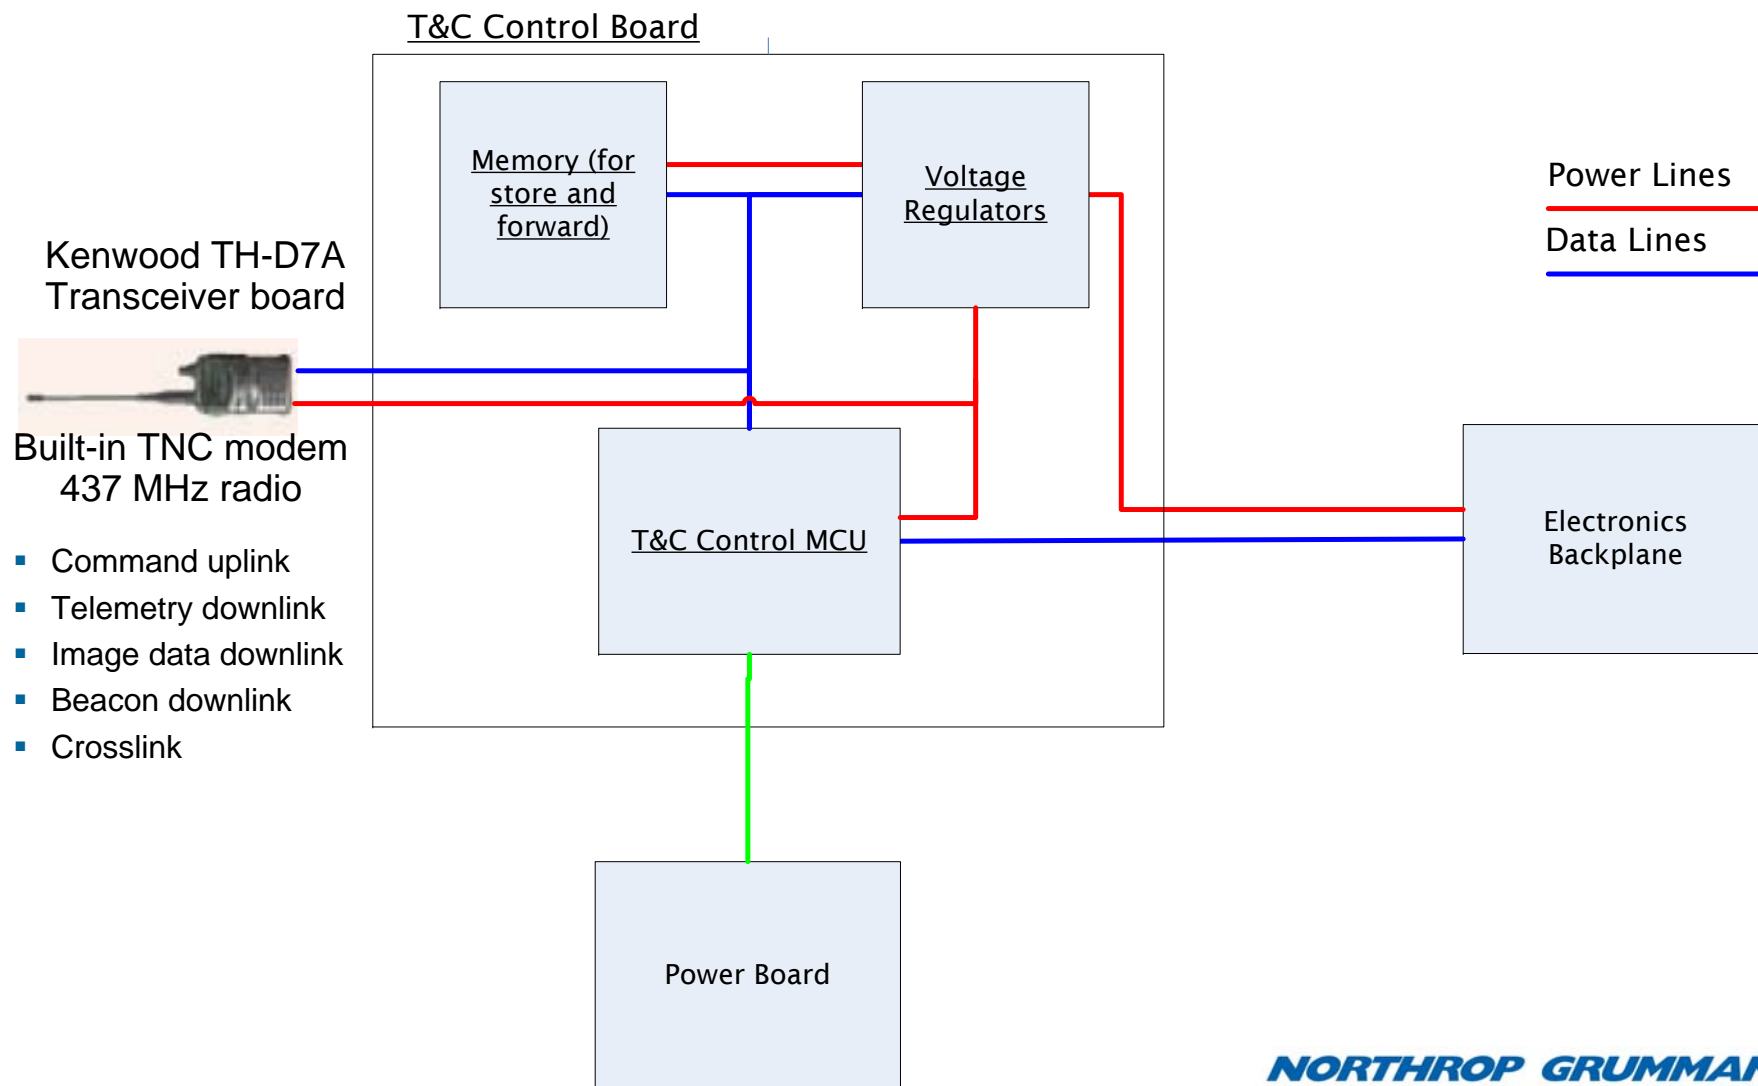 T&C Control Board
Memory (for
store and
forward)
Voltage
Regulators
Power Lines
Data Lines
Kenwood TH-D7A
Transceiver board
Built-in TNC modem
437 MHz radio
▪ Command uplink
▪ Telemetry downlink
▪ Image data downlink
▪ Beacon downlink
▪ Crosslink
T&C Control MCU
Electronics
Backplane
Power Board
NORTHROP GRUMMAN